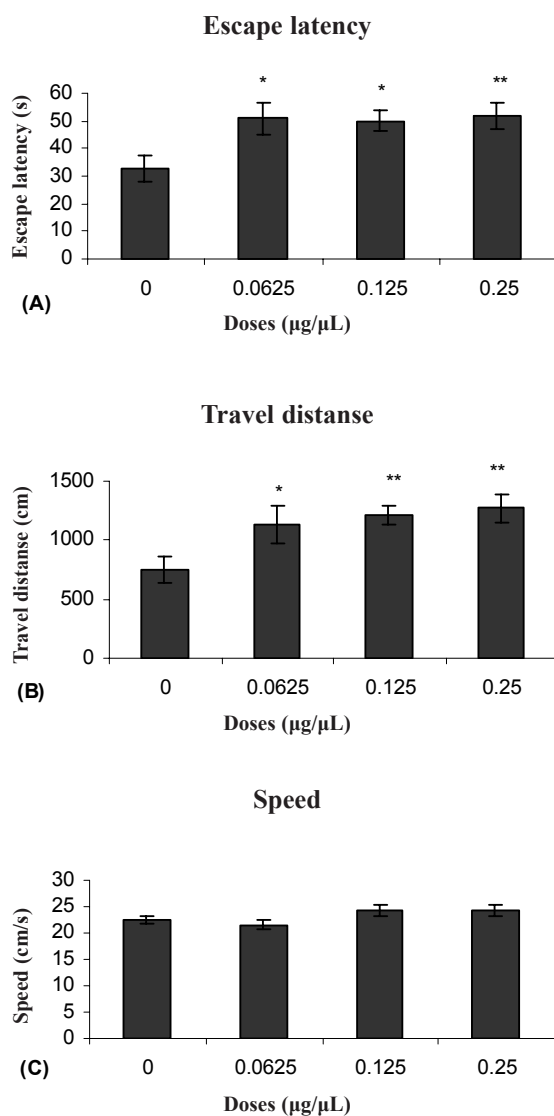 Escape latency
* * **
60
50
40
30
20
10
0
Escape latency (s)
0 0.0625 0.125 0.25
(A)
Doses (µg/µL)
Travel distanse
* ** **
1500
1000
500
0
Travel distanse (cm)
0 0.0625 0.125 0.25
(B)
Doses (µg/µL)
Speed
30
25
20
15
10
5
0
Speed (cm/s)
0 0.0625 0.125 0.25
(C)
Doses (µg/µL)